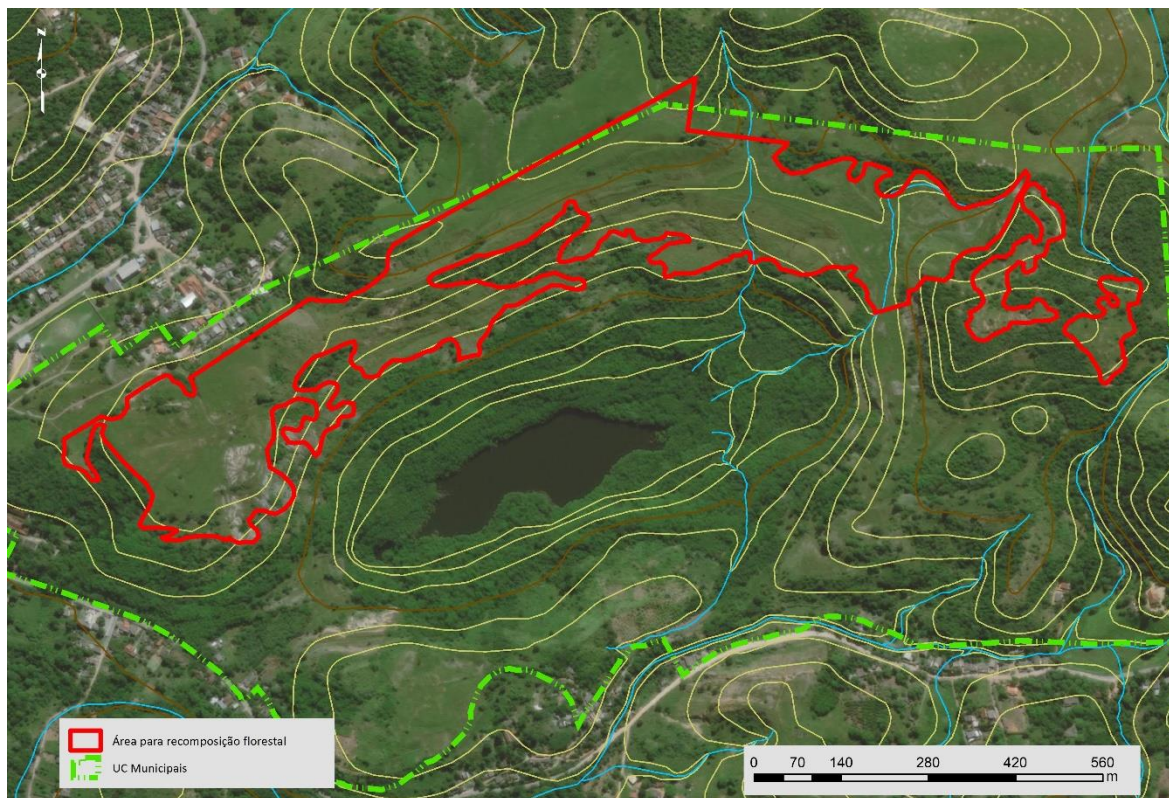 N
Área para recomposição florestal
UC Municipais
0 70 140 280 420 560
m